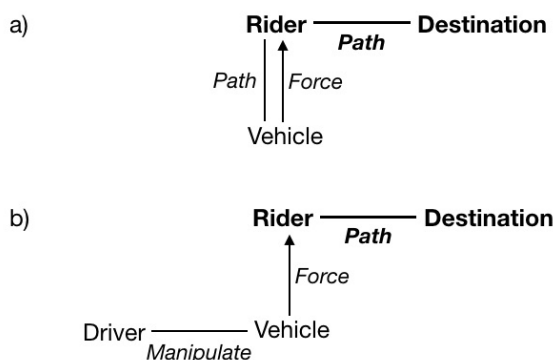 a) Rider Destination
Path
Path Force
Vehicle
b) Rider Destination
Path
Force
Driver Vehicle
Manipulate